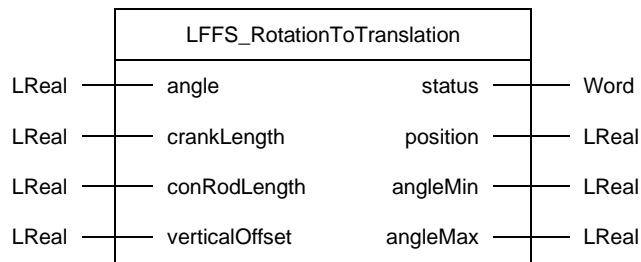 LFFS_RotationToTranslation
LReal angle status Word
LReal crankLength position LReal
LReal conRodLength angleMin LReal
LReal verticalOffset angleMax LReal